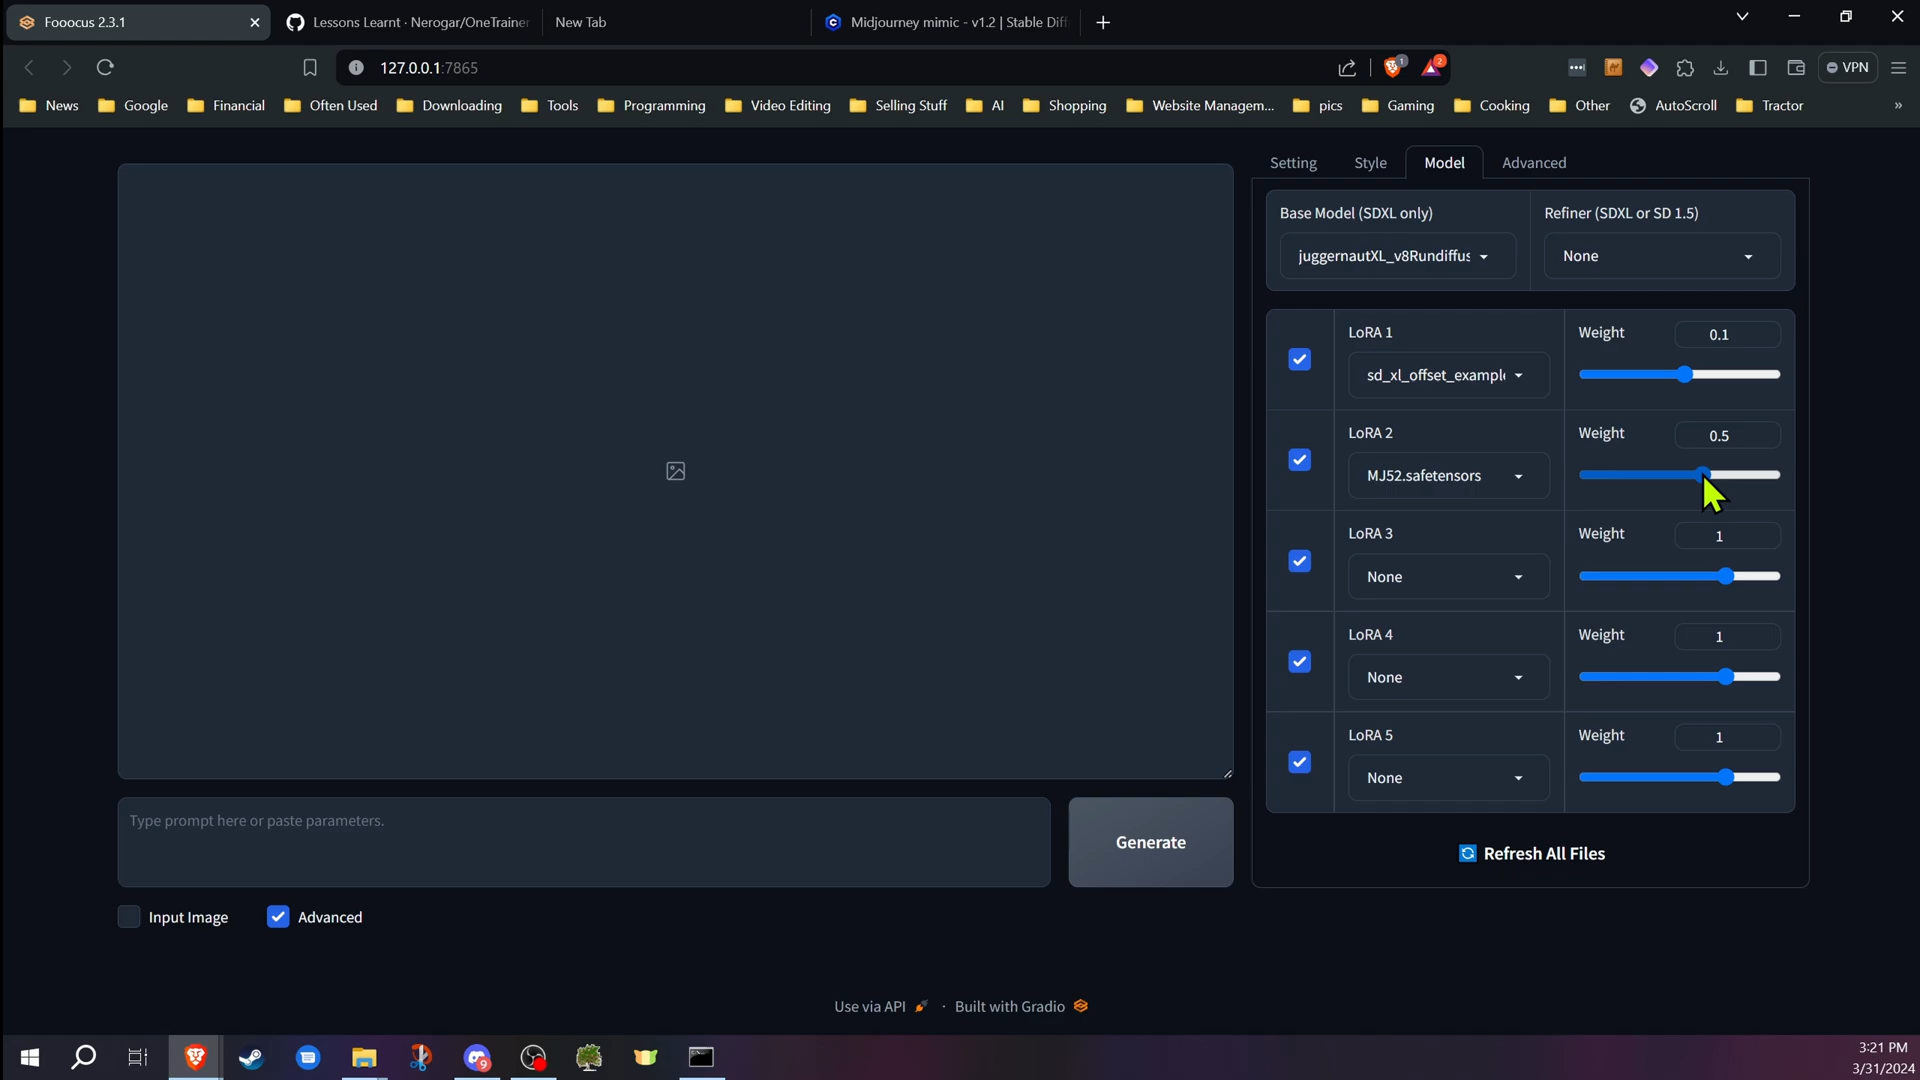 Fooocus 2.3.1
Lessons Learnt · Nerogar/OneTrainer
New Tab
Midjourney mimic - v1.2 | Stable Diff
127.0.0.1:7865
1
2
VPN
News
Google
Financial
Often Used
Downloading
Tools
Programming
Video Editing
Selling Stuff
AI
Shopping
Website Managem...
pics
Gaming
Cooking
Other
AutoScroll
Tractor
»
Setting
Style
Model
Advanced
Base Model (SDXL only)
Refiner (SDXL or SD 1.5)
juggernautXL_v8Rundiffus
None
LoRA 1
Weight
0.1
sd_xl_offset_example
LoRA 2
Weight
0.5
MJ52.safetensors
LoRA 3
Weight
1
None
LoRA 4
Weight
1
None
LoRA 5
Weight
1
None
Type prompt here or paste parameters.
Generate
Refresh All Files
Input Image
Advanced
Use via API
·
Built with Gradio
9
3:21 PM
3/31/2024